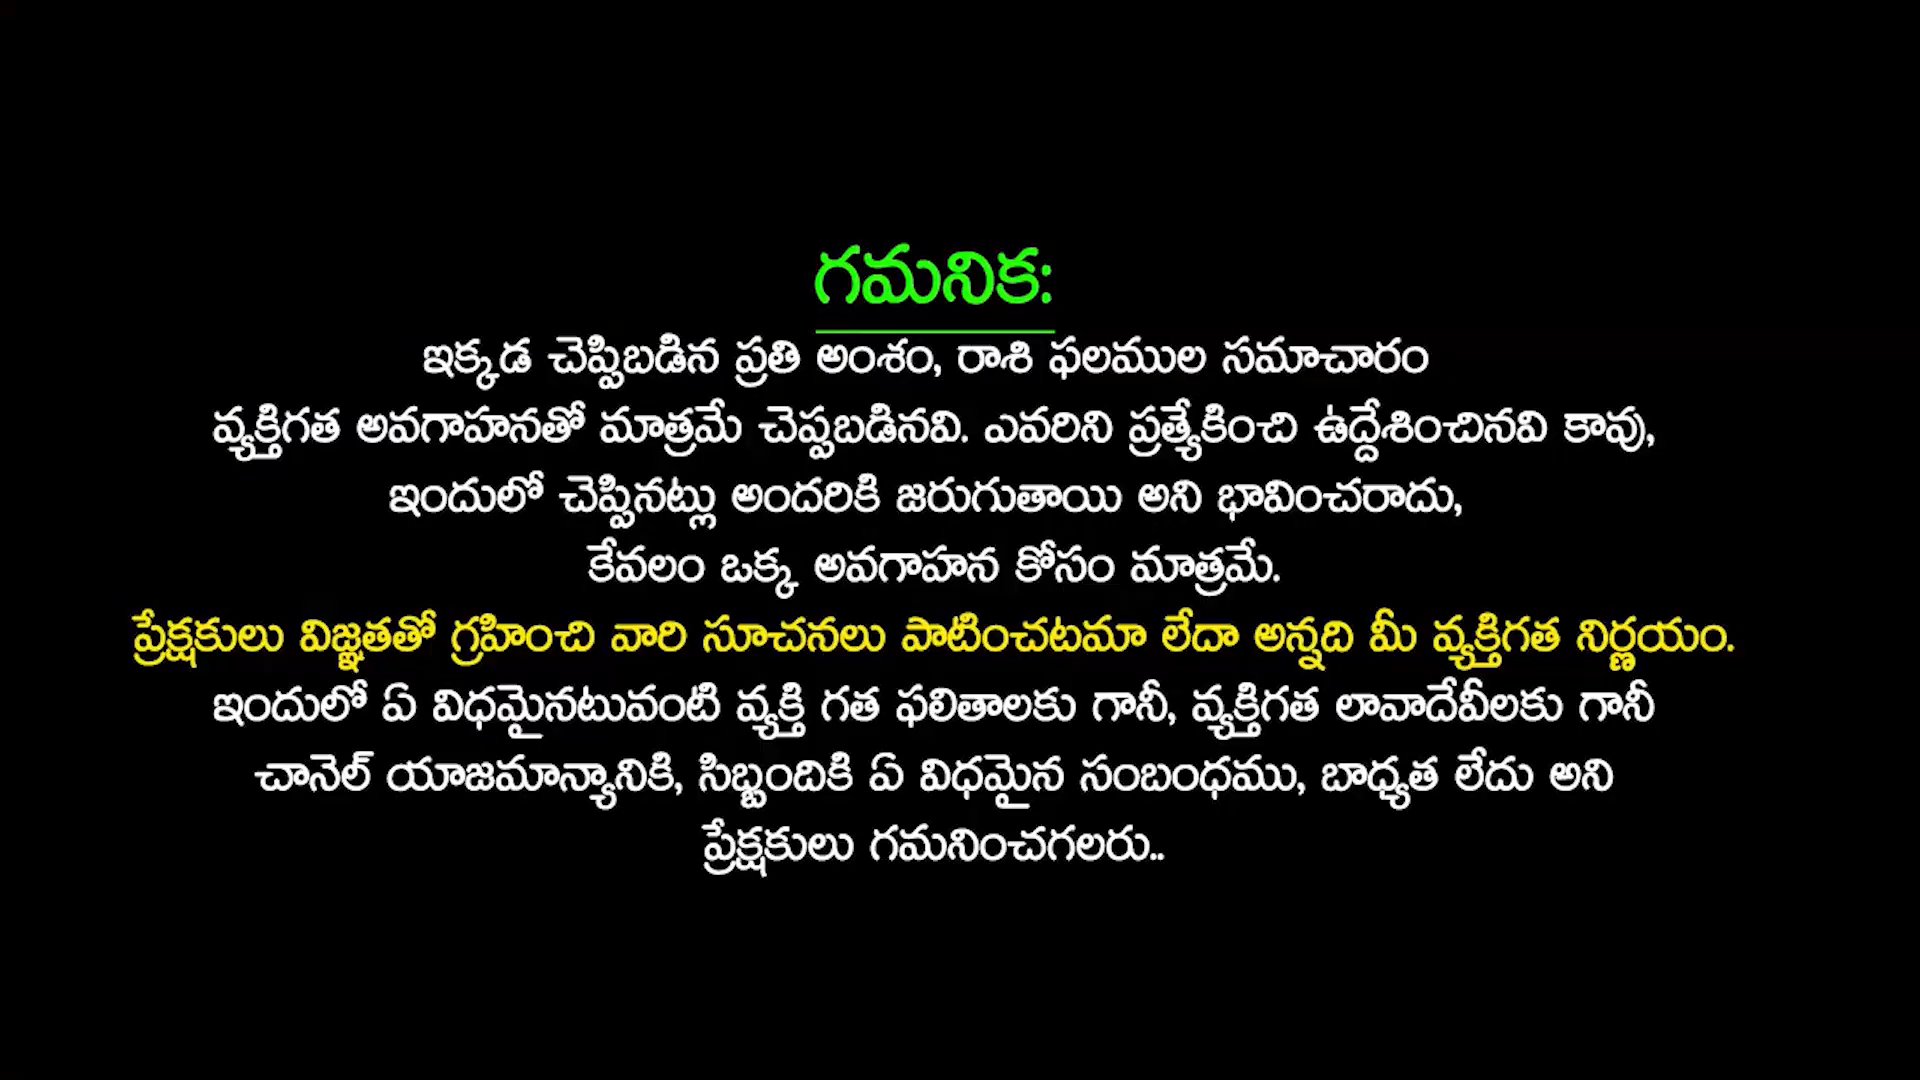 గమనిక:
ఇక్కడ చెప్పిబడిన ప్రతి అంశం, రాశి ఫలముల సమాచారం
వ్యక్తిగత అవగాహనతో మాత్రమే చెప్పబడినవి. ఎవరిని ప్రత్యేకించి ఉద్దేశించినవి కావు,
ఇందులో చెప్పినట్లు అందరికి జరుగుతాయి అని భావించరాదు,
కేవలం ఒక్క అవగాహన కోసం మాత్రమే.
ప్రేక్షకులు విజ్ఞతతో గ్రహించి వారి సూచనలు పాటించటమా లేదా అన్నది మీ వ్యక్తిగత నిర్ణయం.
ఇందులో ఏ విధమైనటువంటి వ్యక్తి గత ఫలితాలకు గానీ, వ్యక్తిగత లావాదేవీలకు గానీ
చానెల్ యాజమాన్యానికి, సిబ్బందికి ఏ విధమైన సంబంధము, బాధ్యత లేదు అని
ప్రేక్షకులు గమనించగలరు..